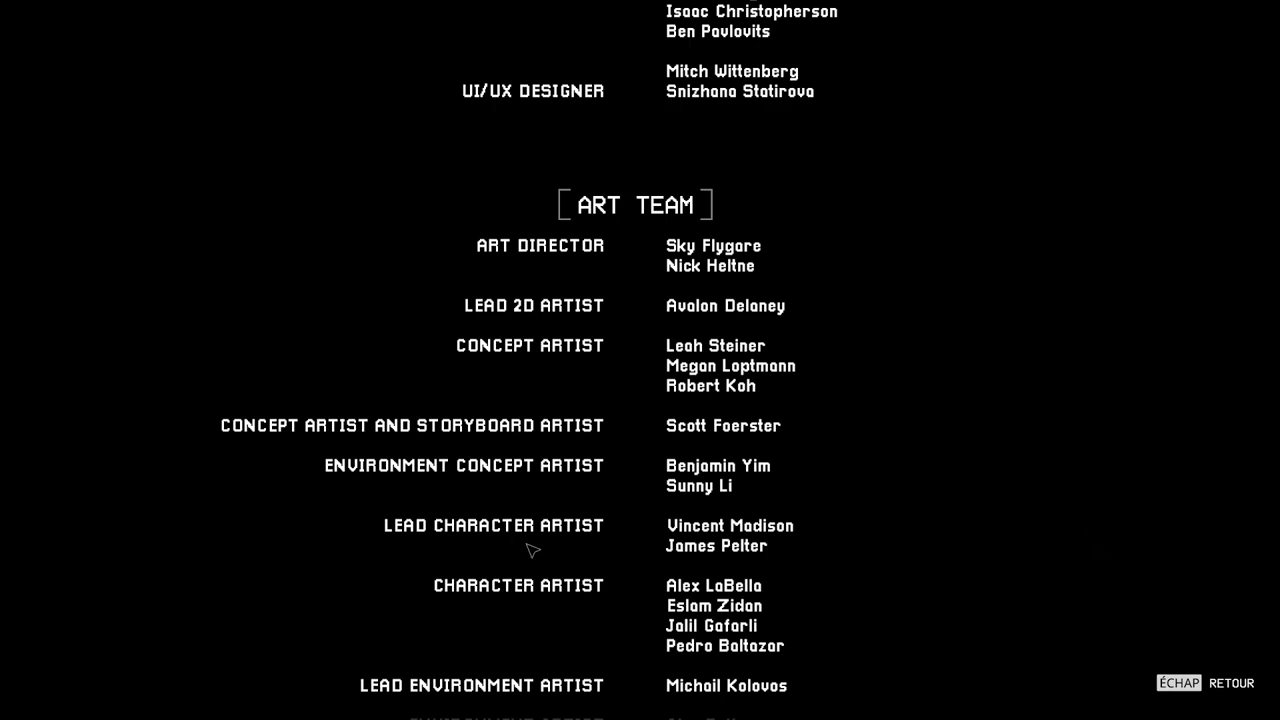 Isaac Christopherson
Ben Pavlovits
Mitch Wittenberg
UI/UX DESIGNER Snizhana Statirova
ART TEAM
ART DIRECTOR Sky Flygare
Nick Heltne
LEAD 2D ARTIST Avalon Delaney
CONCEPT ARTIST Leah Steiner
Megan Loptmann
Robert Koh
CONCEPT ARTIST AND STORYBOARD ARTIST Scott Foerster
ENVIRONMENT CONCEPT ARTIST Benjamin Yim
Sunny Li
LEAD CHARACTER ARTIST Vincent Madison
James Pelter
CHARACTER ARTIST Alex LaBella
Eslam Zidan
Jalil Gafarli
Pedro Baltazar
LEAD ENVIRONMENT ARTIST Michail Kolovos
ÉCHAP RETOUR